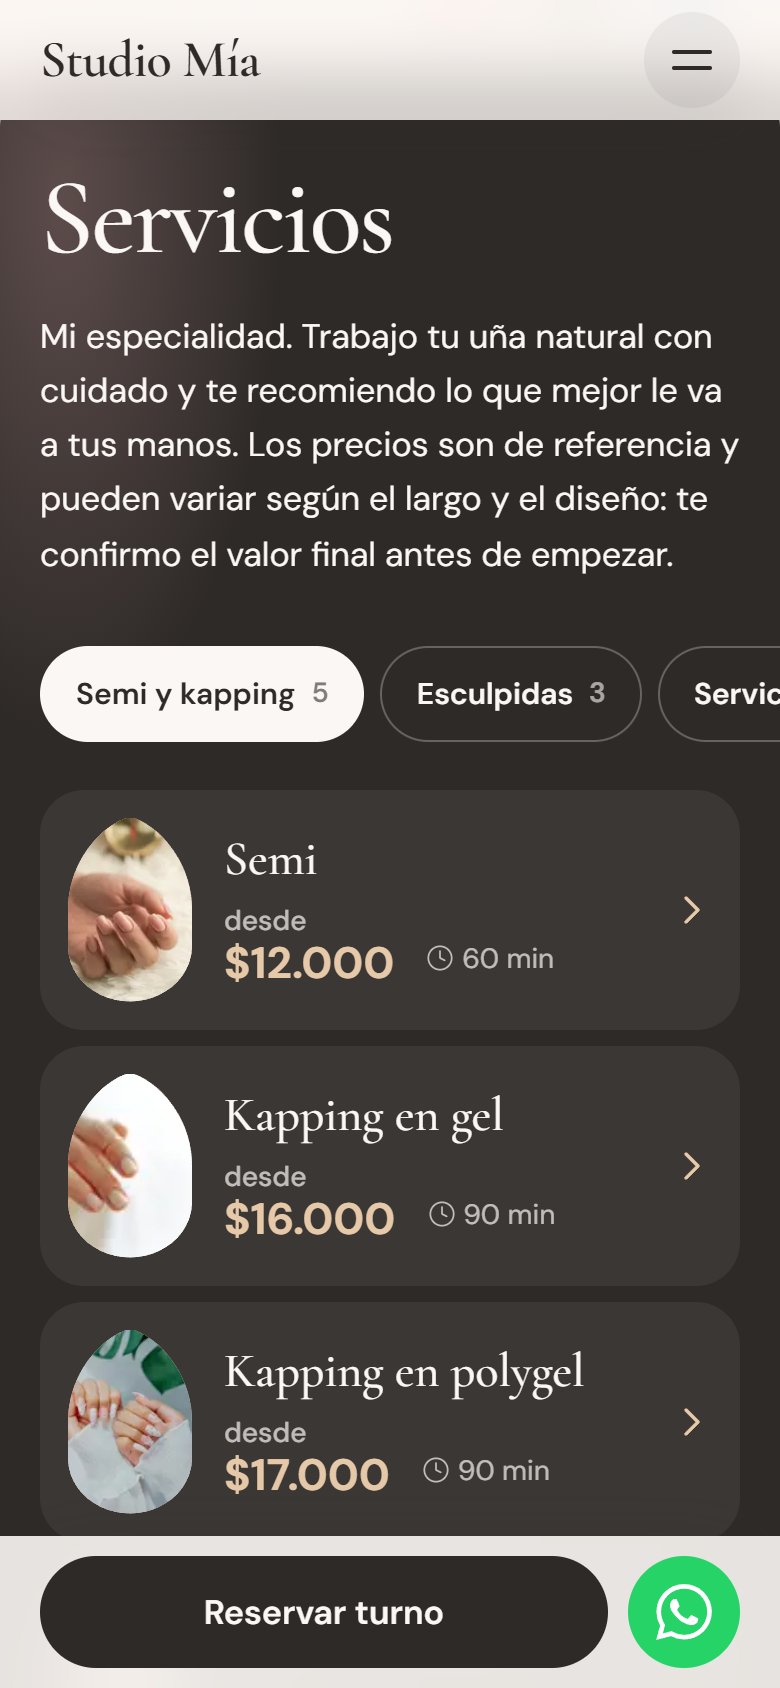 Studio Mía
Servicios
Mi especialidad. Trabajo tu uña natural con
cuidado y te recomiendo lo que mejor le va
a tus manos. Los precios son de referencia y
pueden variar según el largo y el diseño: te
confirmo el valor final antes de empezar.
Semi y kapping 5 Esculpidas 3 Servic
Semi
desde
$12.000 60 min
Kapping en gel
desde
$16.000 90 min
Kapping en polygel
desde
$17.000 90 min
Reservar turno